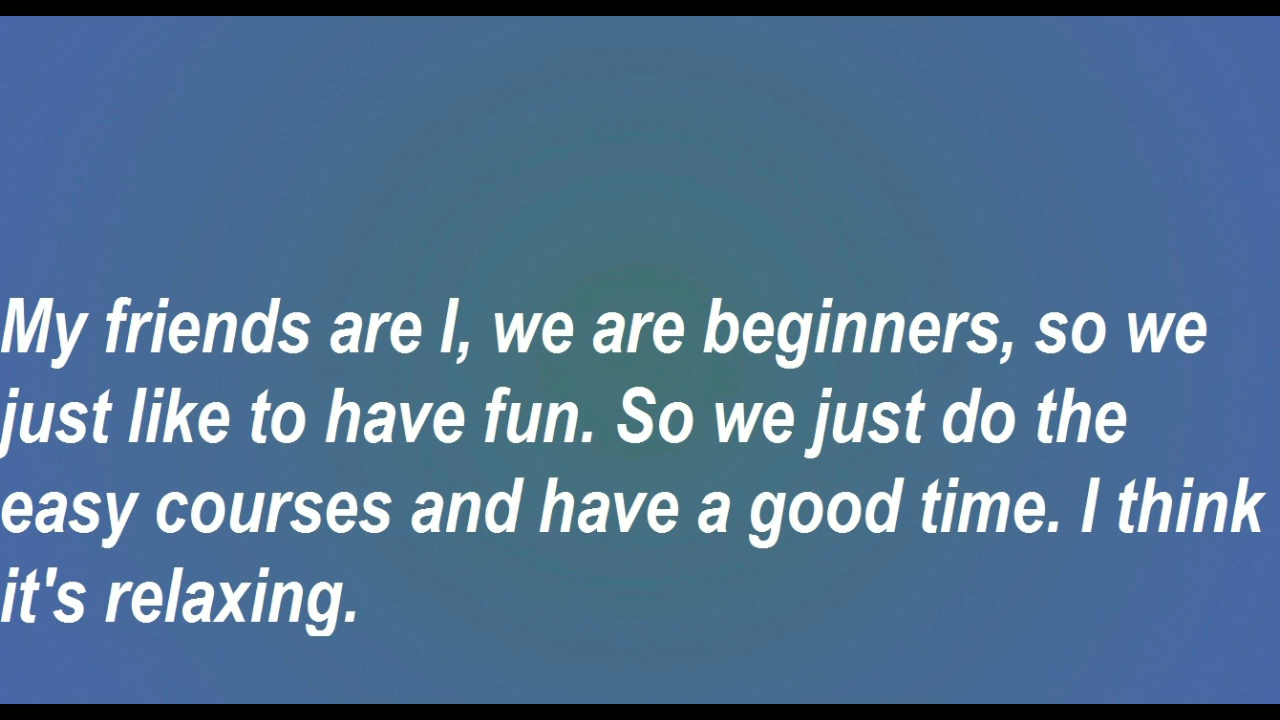 My friends are I, we are beginners, so we
just like to have fun. So we just do the
easy courses and have a good time. I think
it's relaxing.